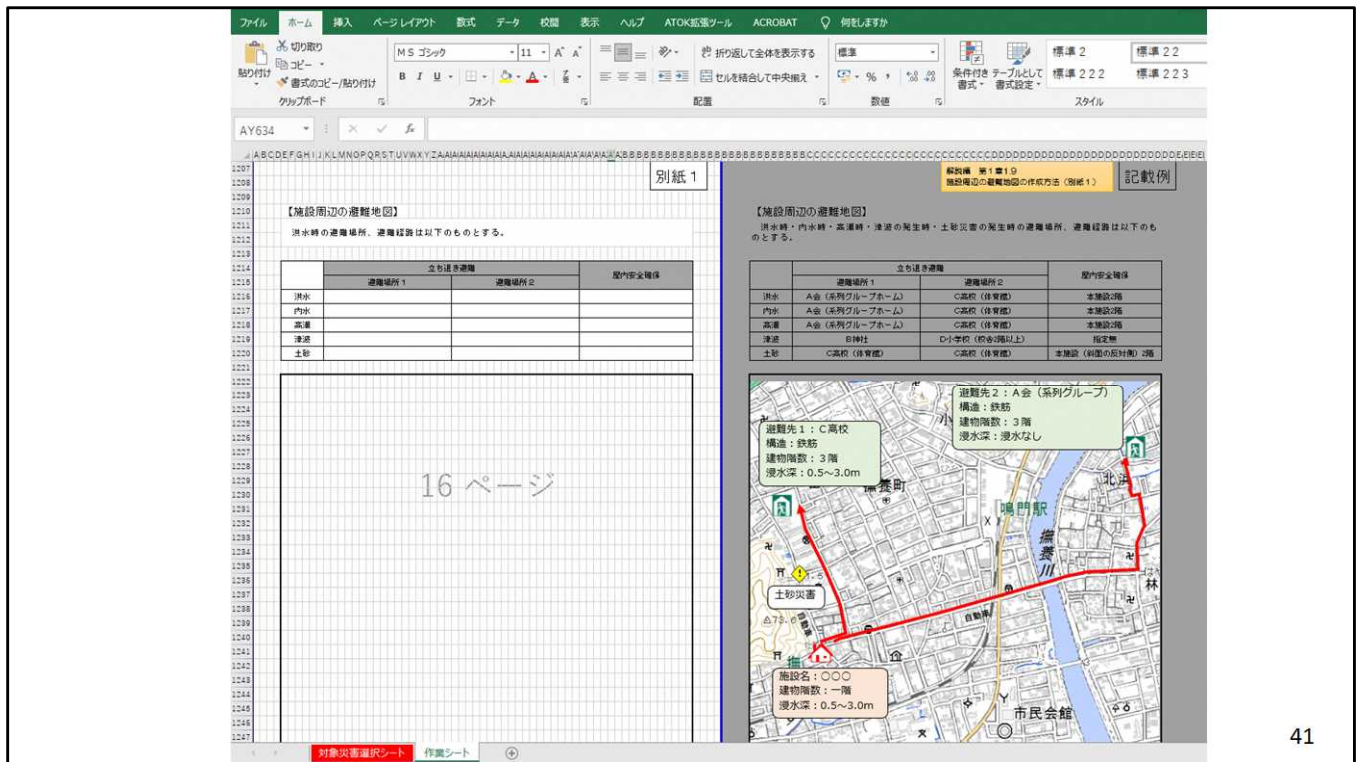 ファイル ホーム 挿入 ページ レイアウト 数式 データ 校閲 表示 ヘルプ ATOK拡張ツール ACROBAT 何をしますか
切り取り
コピー
書式のコピー/貼り付け
貼り付け
クリップボード
ＭＳ ゴシック 11
B I U
フォント
折り返して全体を表示する
セルを結合して中央揃え
配置
標準
数値
条件付き書式
テーブルとして書式設定
標準 2 標準 2 2
標準 2 2 2 標準 2 2 3
スタイル
AY634
別紙１
【施設周辺の避難地図】
洪水時の避難場所、避難経路は以下のものとする。
立ち退き避難 屋内安全確保
避難場所１ 避難場所２
洪水
内水
高潮
津波
土砂
16 ページ
解説編 第１章1.9
施設周辺の避難地図の作成方法（別紙１）
記載例
【施設周辺の避難地図】
洪水時・内水時・高潮時・津波の発生時・土砂災害の発生時の避難場所、避難経路は以下のも
のとする。
立ち退き避難 屋内安全確保
避難場所１ 避難場所２
洪水 A会（系列グループホーム） C高校（体育館） 本施設2階
内水 A会（系列グループホーム） C高校（体育館） 本施設2階
高潮 A会（系列グループホーム） C高校（体育館） 本施設2階
津波 B神社 D小学校（校舎3階以上） 指定無
土砂 C高校（体育館） C高校（体育館） 本施設（斜面の反対側）2階
避難先２：Ａ会（系列グループ）
構造：鉄筋
建物階数：３階
浸水深：浸水なし
避難先１：Ｃ高校
構造：鉄筋
建物階数：３階
浸水深：0.5～3.0m
撫養町
北浜
鳴門駅
撫養川
林
土砂災害
自動車
自動車
撫
施設名：○○○
建物階数：一階
浸水深：0.5～3.0m
市民会館
対象災害選択シート 作業シート
41